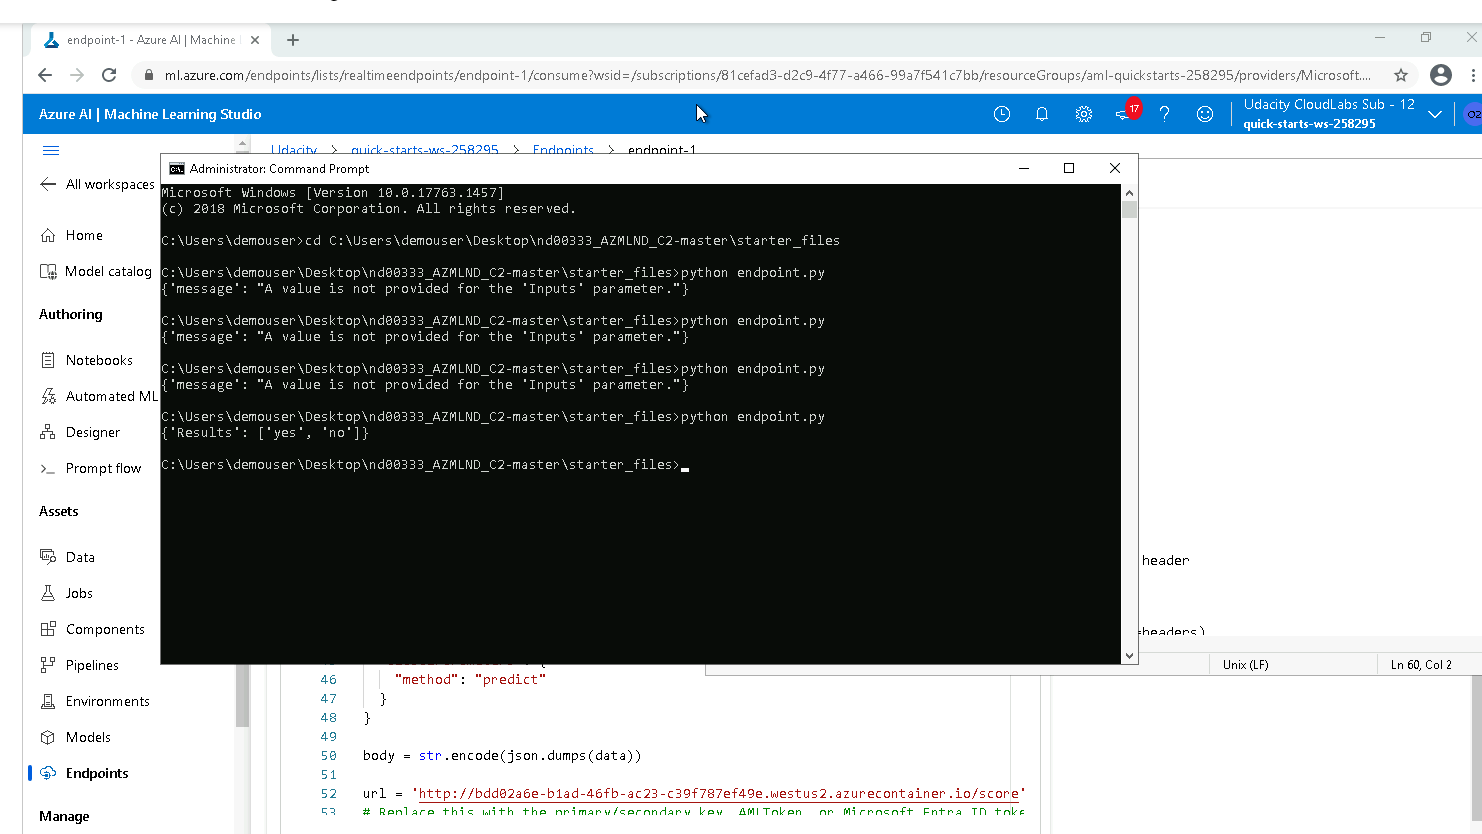 endpoint-1 - Azure AI | Machine
ml.azure.com/endpoints/lists/realtimeendpoints/endpoint-1/consume?wsid=/subscriptions/81cefad3-d2c9-4f77-a466-99a7f541c7bb/resourceGroups/aml-quickstarts-258295/providers/Microsoft....
Azure AI | Machine Learning Studio
17
Udacity CloudLabs Sub - 12
quick-starts-ws-258295
Udacity > quick-starts-ws-258295 > Endpoints > endpoint-1
All workspaces
Home
Model catalog
Authoring
Notebooks
Automated ML
Designer
Prompt flow
Assets
Data
Jobs
Components
Pipelines
Environments
Models
Endpoints
Manage
Administrator: Command Prompt
Microsoft Windows [Version 10.0.17763.1457]
(c) 2018 Microsoft Corporation. All rights reserved.
C:\Users\demouser>cd C:\Users\demouser\Desktop\nd00333_AZMLND_C2-master\starter_files
C:\Users\demouser\Desktop\nd00333_AZMLND_C2-master\starter_files>python endpoint.py
{'message': "A value is not provided for the 'Inputs' parameter."}
C:\Users\demouser\Desktop\nd00333_AZMLND_C2-master\starter_files>python endpoint.py
{'message': "A value is not provided for the 'Inputs' parameter."}
C:\Users\demouser\Desktop\nd00333_AZMLND_C2-master\starter_files>python endpoint.py
{'message': "A value is not provided for the 'Inputs' parameter."}
C:\Users\demouser\Desktop\nd00333_AZMLND_C2-master\starter_files>python endpoint.py
{'Results': ['yes', 'no']}
C:\Users\demouser\Desktop\nd00333_AZMLND_C2-master\starter_files>
header
=headers)
Unix (LF)
Ln 60, Col 2
46 "method": "predict"
47 }
48 }
49
50 body = str.encode(json.dumps(data))
51
52 url = 'http://bdd02a6e-b1ad-46fb-ac23-c39f787ef49e.westus2.azurecontainer.io/score'
53 # Replace this with the primary/secondary key, AMLToken, or Microsoft Entra ID toke